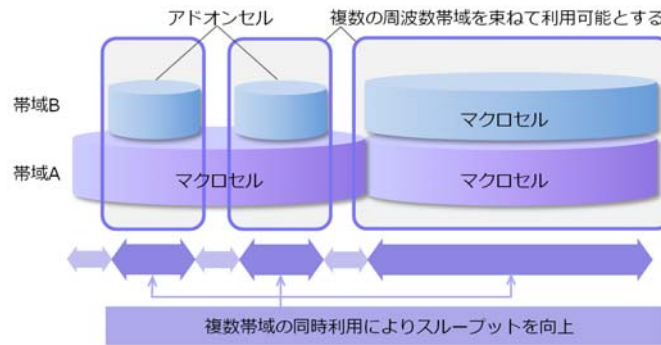 アドオンセル
複数の周波数帯域を束ねて利用可能とする
帯域B
マクロセル
帯域A
マクロセル
マクロセル
複数帯域の同時利用によりスループットを向上